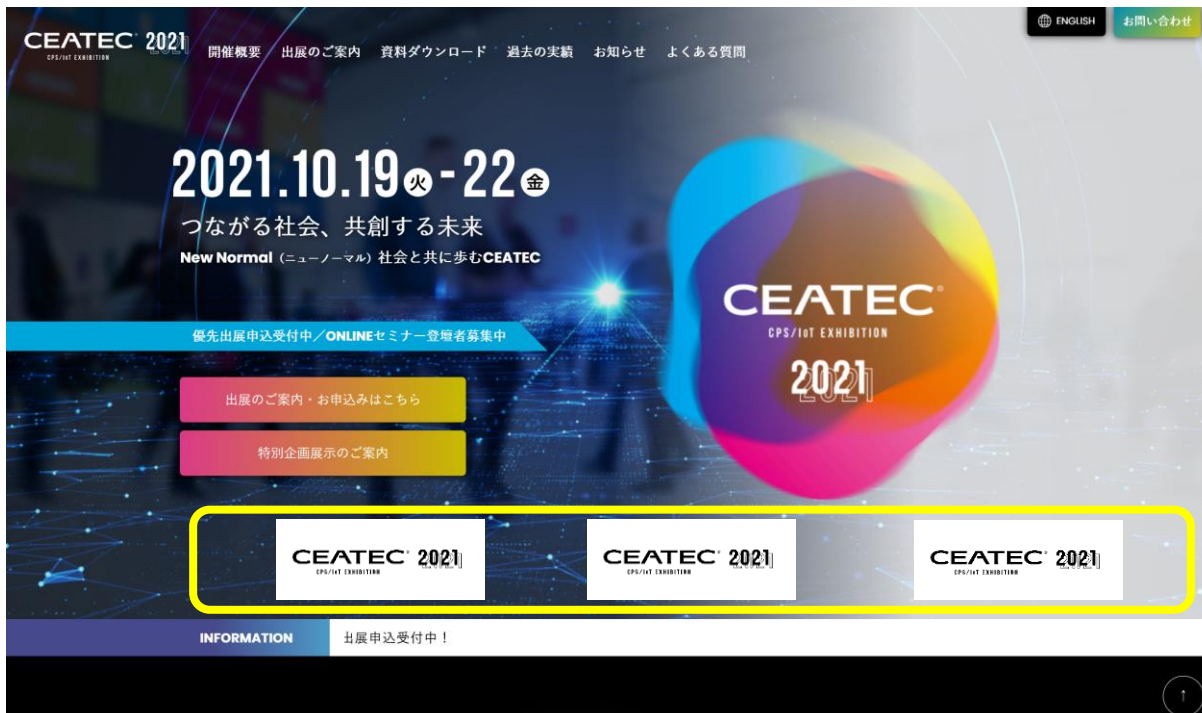 ENGLISH
お問い合わせ
CEATEC 2021
CPS/IoT EXHIBITION
開催概要 出展のご案内 資料ダウンロード 過去の実績 お知らせ よくある質問
2021.10.19火-22金
つながる社会、共創する未来
New Normal (ニューノーマル) 社会と共に歩むCEATEC
優先出展申込受付中/ONLINEセミナー登壇者募集中
出展のご案内・お申込みはこちら
特別企画展示のご案内
CEATEC
CPS/IoT EXHIBITION
2021
CEATEC 2021
CPS/IoT EXHIBITION
CEATEC 2021
CPS/IoT EXHIBITION
CEATEC 2021
CPS/IoT EXHIBITION
INFORMATION
出展申込受付中!